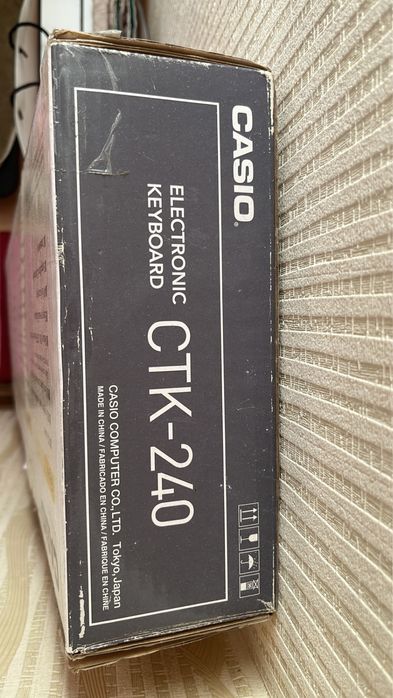 CASIO®
ELECTRONIC
KEYBOARD
CTK-240
CASIO COMPUTER CO., LTD. Tokyo, Japan
MADE IN CHINA / FABRICADO EN CHINA / FABRIQUE EN CHINE